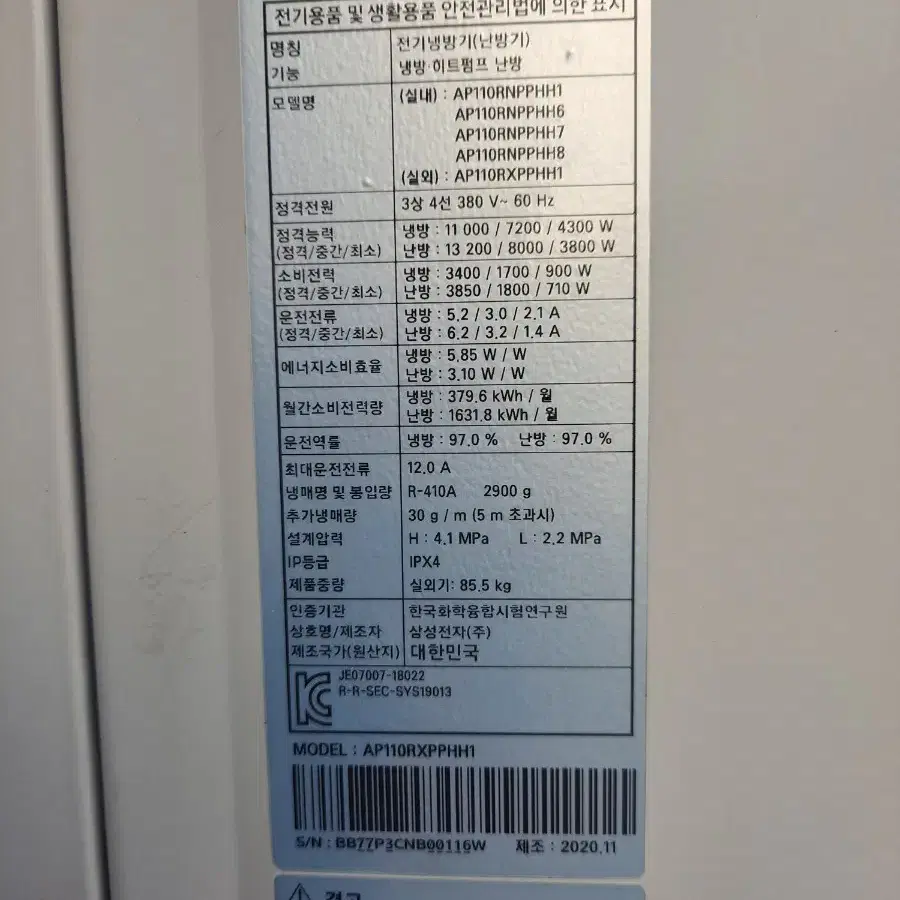 전기용품 및 생활용품 안전관리법에 의한 표시
명칭 전기냉방기(난방기)
기능 냉방·히트펌프 난방
모델명 (실내) : AP110RNPPHH1
AP110RNPPHH6
AP110RNPPHH7
AP110RNPPHH8
(실외) : AP110RXPPHH1
정격전원 3상 4선 380 V~ 60 Hz
정격능력 냉방 : 11 000 / 7200 / 4300 W
(정격/중간/최소) 난방 : 13 200 / 8000 / 3800 W
소비전력 냉방 : 3400 / 1700 / 900 W
(정격/중간/최소) 난방 : 3850 / 1800 / 710 W
운전전류 냉방 : 5.2 / 3.0 / 2.1 A
(정격/중간/최소) 난방 : 6.2 / 3.2 / 1.4 A
에너지소비효율 냉방 : 5.85 W / W
난방 : 3.10 W / W
월간소비전력량 냉방 : 379.6 kWh / 월
난방 : 1631.8 kWh / 월
운전역률 냉방 : 97.0 % 난방 : 97.0 %
최대운전전류 12.0 A
냉매명 및 봉입량 R-410A 2900 g
추가냉매량 30 g / m (5 m 초과시)
설계압력 H : 4.1 MPa L : 2.2 MPa
IP등급 IPX4
제품중량 실외기: 85.5 kg
인증기관 한국화학융합시험연구원
상호명/제조자 삼성전자(주)
제조국가(원산지) 대한민국
JE07007-18022
R-R-SEC-SYS19013
MODEL : AP110RXPPHH1
S/N : BB77P3CNB00116W 제조 : 2020.11
경고